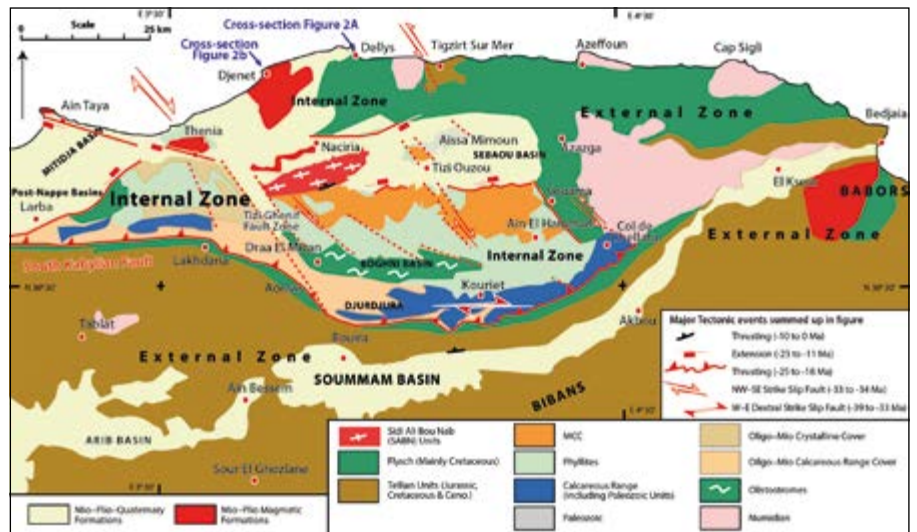 E 3°30'
E 4°30'
Scale
0 25 km
Cross-section Figure 2A
Cross-section
Figure 2b
Dellys
Tigzirt Sur Mer
Azeffoun
Cap Sigli
Djenet
Internal Zone
External Zone
Ain Taya
Bedjaia
Thenia
Naciria
Aissa Mimoun
SEBAOU BASIN
Azazga
MITIDJA BASIN
Tizi Ouzou
El Kseur
BABORS
Post-Nappe Basins
Internal Zone
Larba
Tizi Ghenif
Fault Zone
Ain El Hammam
Col de
External Zone
Draa El Mizan
BOGHNI BASIN
Internal Zone
South Kabylian Fault
Lakhdaria
Kouriet
N 36°30'
N 36°30'
Aomar
DJURDJURA
Tablat
Akbou
External Zone
Bouira
SOUMMAM BASIN
Ain Bessem
BIBANS
ARIB BASIN
Sour El Ghozlane
E 3°30'
E 4°30'
Major Tectonic events summed up in figure
Thrusting (-10 to 0 Ma)
Extension (-25 to -11 Ma)
Thrusting (-25 to -16 Ma)
NW-SE Strike Slip Fault (-33 to -34 Ma)
W-E Dextral Strike Slip Fault (-39 to -33 Ma)
Sidi Ali Bou Nab
(SABN) Units
MCC
Oligo-Mio Crystalline Cover
Flysch (Mainly Cretaceous)
Phyllites
Oligo-Mio Calcareous Range Cover
Tellian Units (Jurassic,
Cretaceous & Ceno.)
Calcareous Range
(including Paleozoic Units)
Olistostromes
Paleozoic
Numidian
Mio-Plio-Quaternary
Formations
Mio-Plio Magmatic
Formations